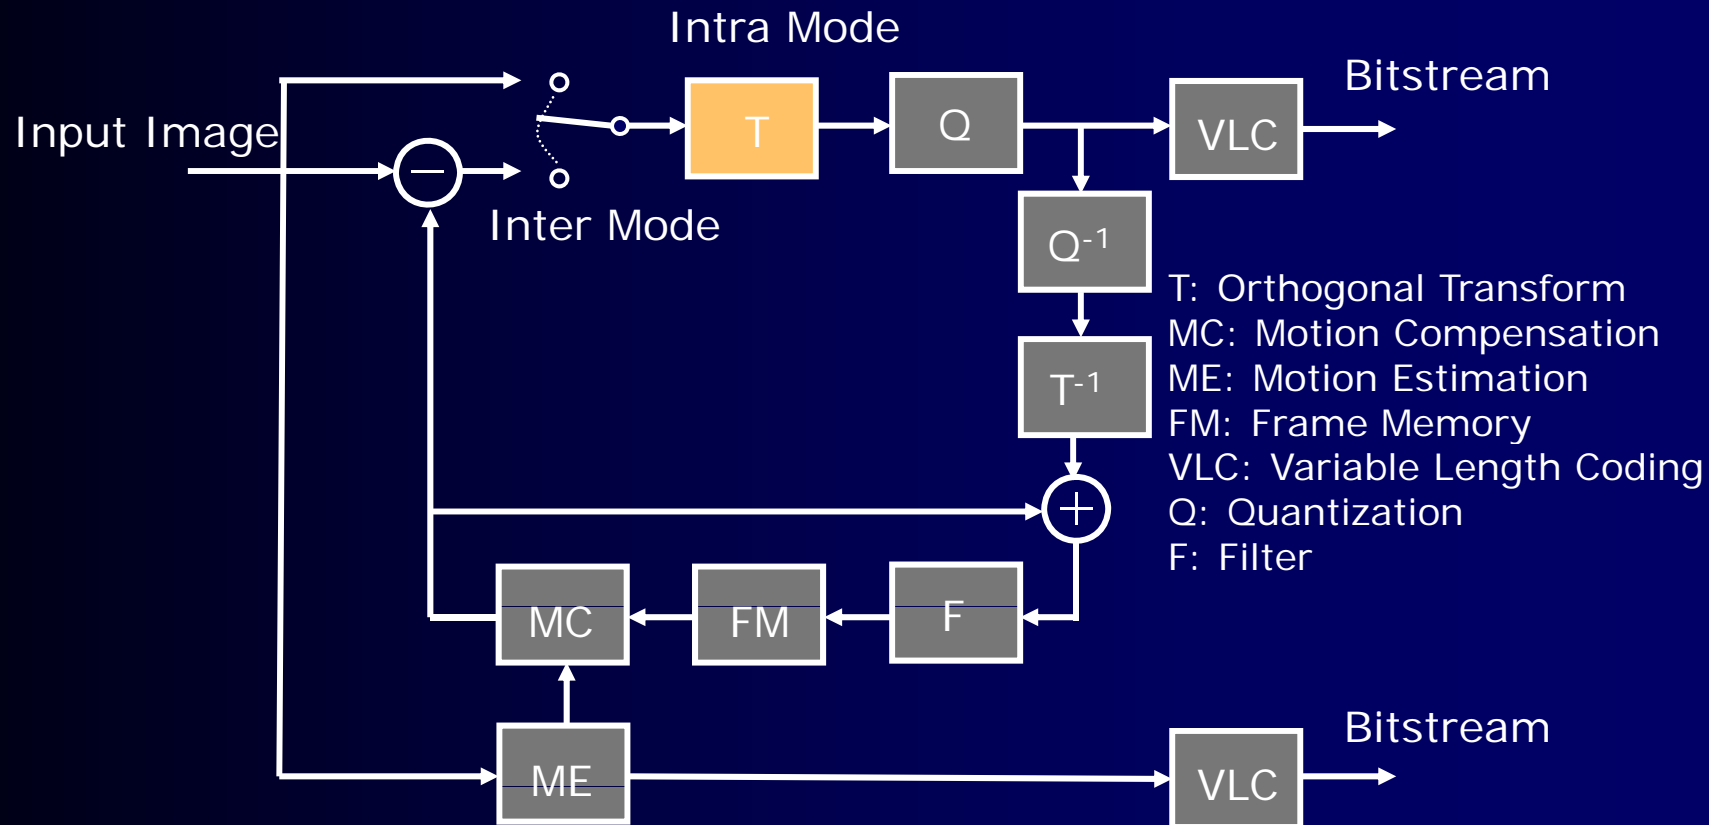 Intra Mode
Bitstream
Input Image
T
Q
VLC
Inter Mode
Q-1
T: Orthogonal Transform
MC: Motion Compensation
T-1
ME: Motion Estimation
FM: Frame Memory
VLC: Variable Length Coding
Q: Quantization
F: Filter
MC
FM
F
Bitstream
ME
VLC